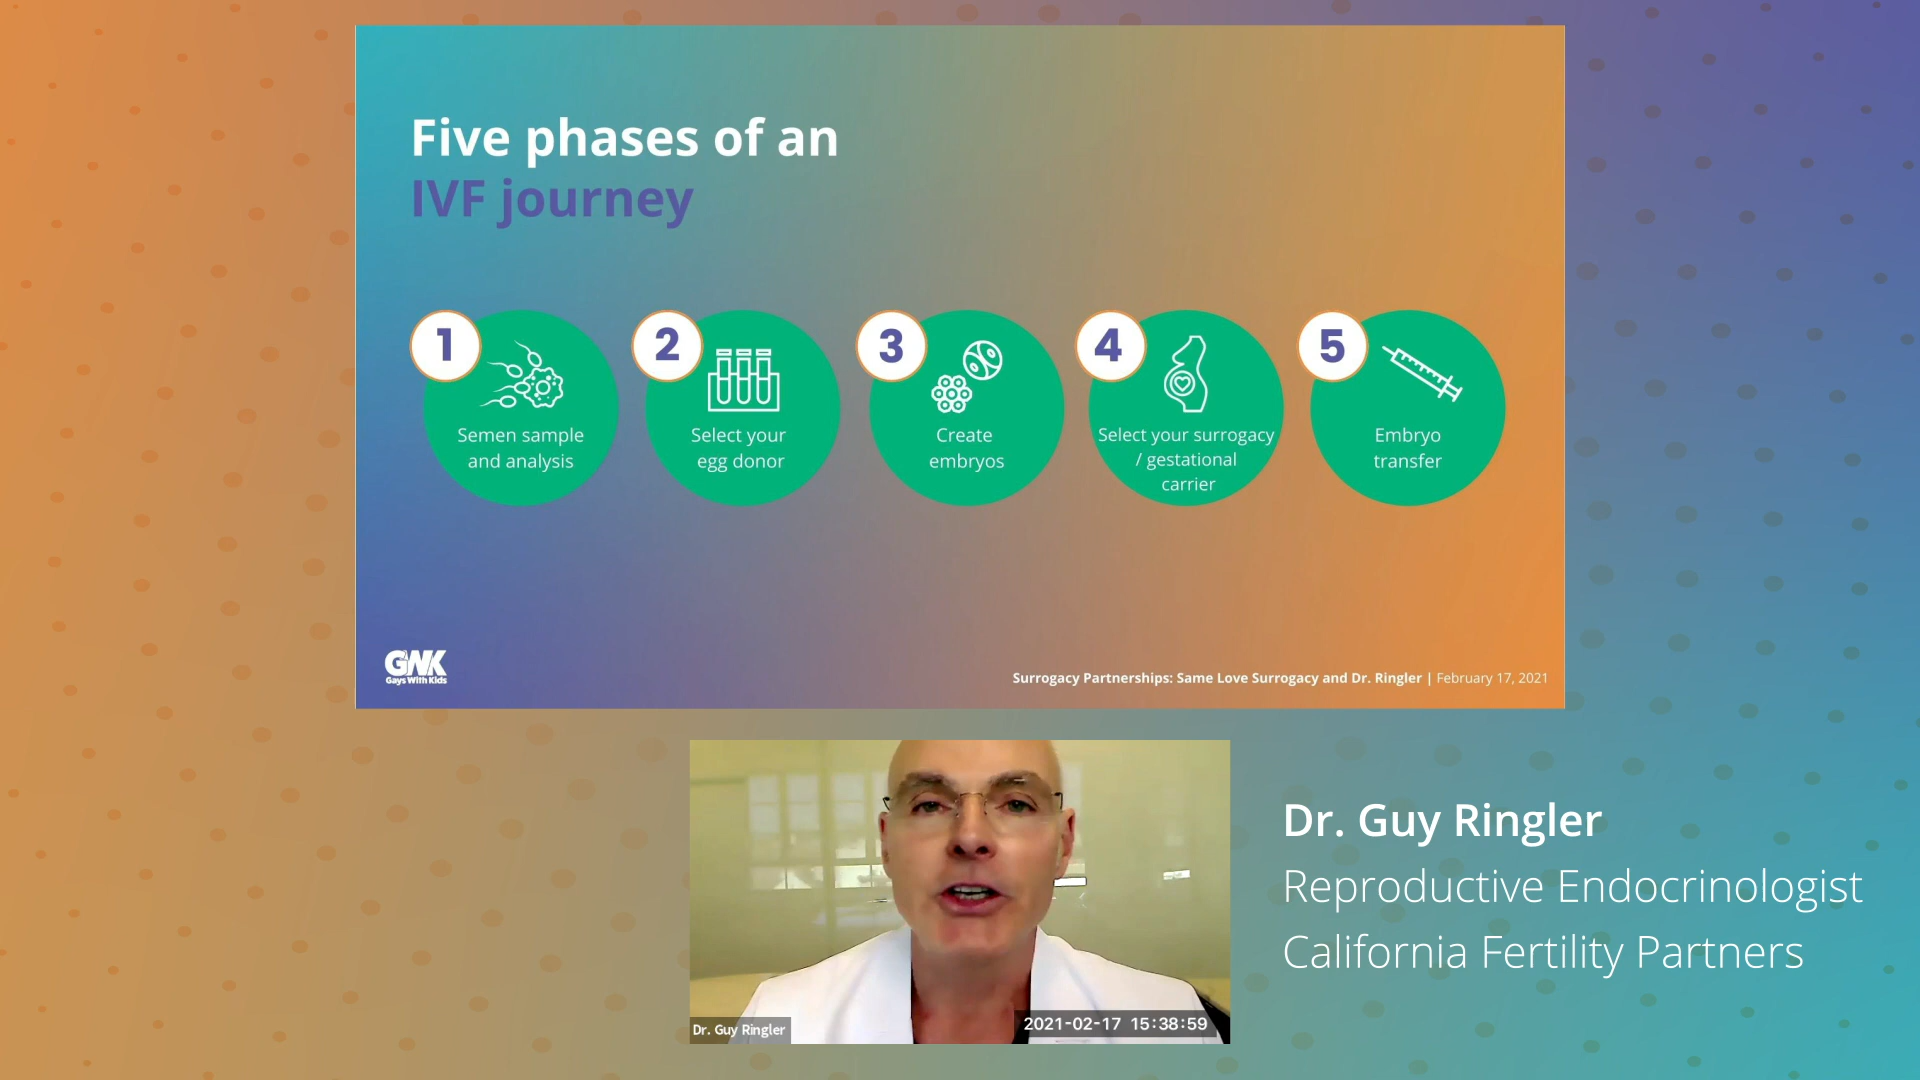 Five phases of an
IVF journey
1
Semen sample
and analysis
2
Select your
egg donor
3
Create
embryos
4
Select your surrogacy
/ gestational
carrier
5
Embryo
transfer
GWK
Gays With Kids
Surrogacy Partnerships: Same Love Surrogacy and Dr. Ringler | February 17, 2021
Dr. Guy Ringler
Reproductive Endocrinologist
California Fertility Partners
Dr. Guy Ringler
2021-02-17 15:38:59